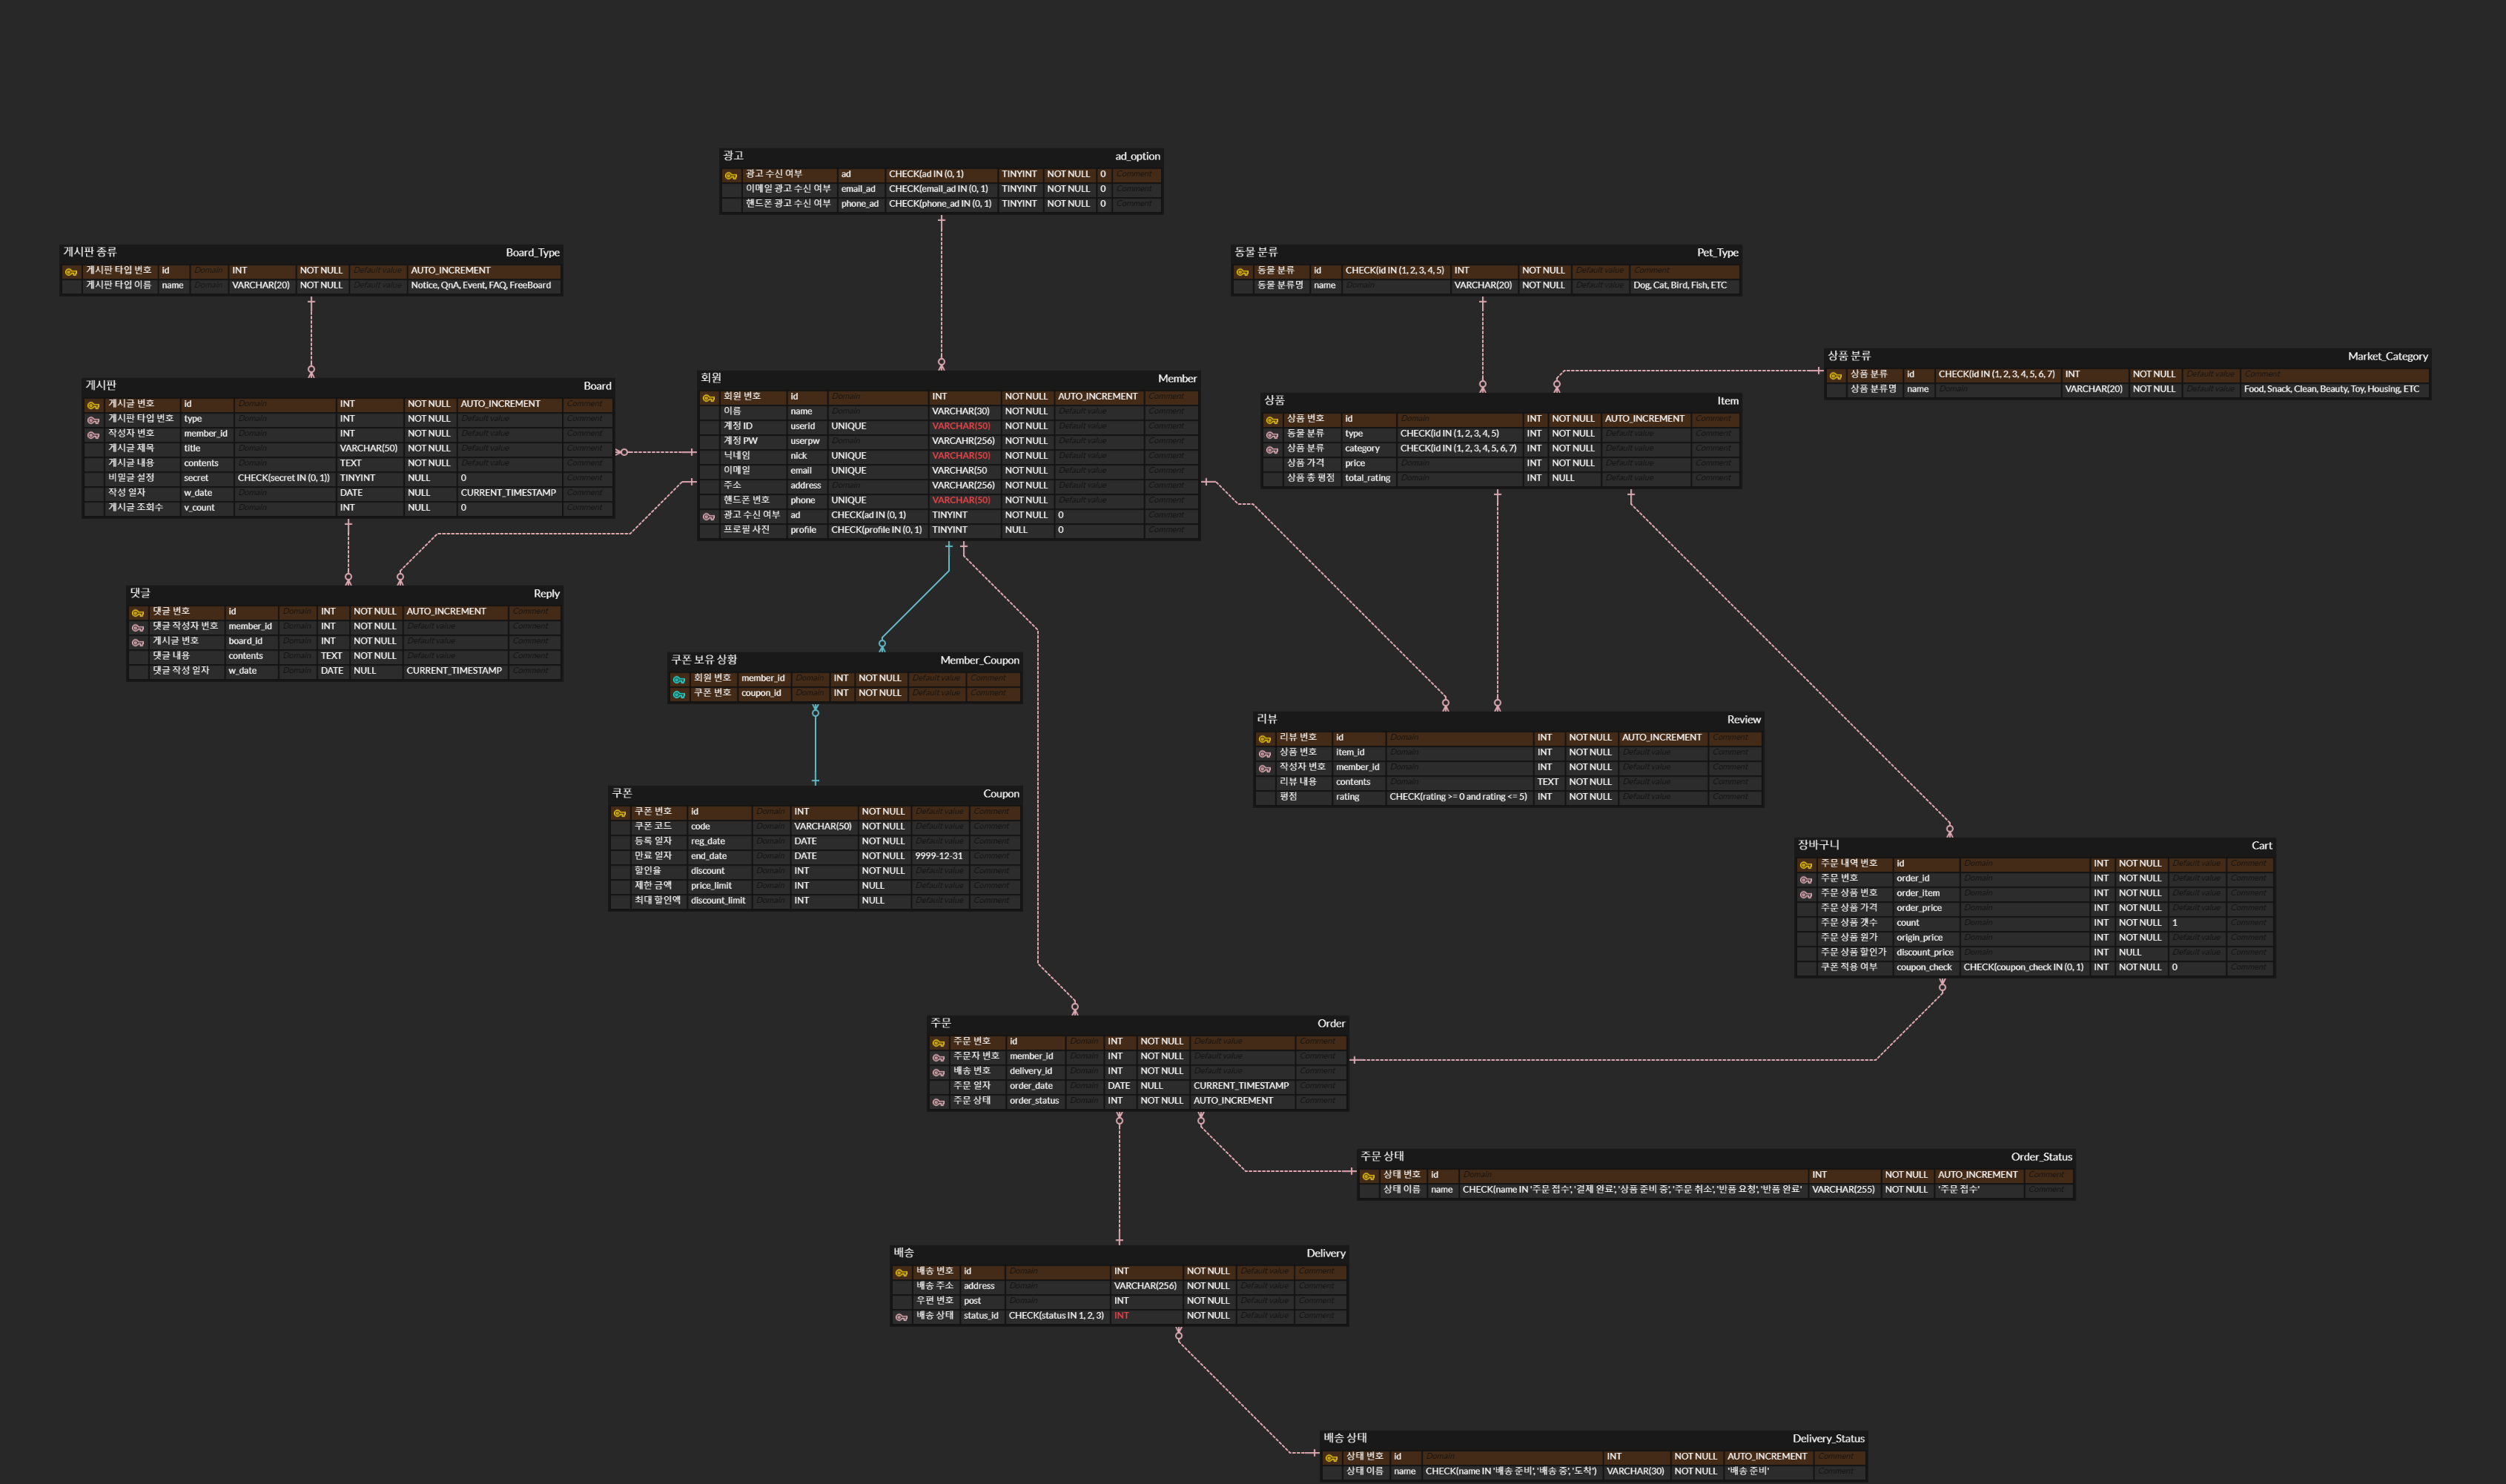 광고 ad_option
광고 수신 여부 ad CHECK(ad IN (0, 1) TINYINT NOT NULL 0 Comment
이메일 광고 수신 여부 email_ad CHECK(email_ad IN (0, 1) TINYINT NOT NULL 0 Comment
핸드폰 광고 수신 여부 phone_ad CHECK(phone_ad IN (0, 1) TINYINT NOT NULL 0 Comment
게시판 종류 Board_Type
게시판 타입 번호 id Domain INT NOT NULL Default value AUTO_INCREMENT
게시판 타입 이름 name Domain VARCHAR(20) NOT NULL Default value Notice, QnA, Event, FAQ, FreeBoard
동물 분류 Pet_Type
동물 분류 id CHECK(id IN (1, 2, 3, 4, 5) INT NOT NULL Default value Comment
동물 분류명 name Domain VARCHAR(20) NOT NULL Default value Dog, Cat, Bird, Fish, ETC
상품 분류 Market_Category
상품 분류 id CHECK(id IN (1, 2, 3, 4, 5, 6, 7) INT NOT NULL Default value Comment
상품 분류명 name Domain VARCHAR(20) NOT NULL Default value Food, Snack, Clean, Beauty, Toy, Housing, ETC
게시판 Board
게시글 번호 id Domain INT NOT NULL AUTO_INCREMENT Comment
게시판 타입 번호 type Domain INT NOT NULL Default value Comment
작성자 번호 member_id Domain INT NOT NULL Default value Comment
게시글 제목 title Domain VARCHAR(50) NOT NULL Default value Comment
게시글 내용 contents Domain TEXT NOT NULL Default value Comment
비밀글 설정 secret CHECK(secret IN (0, 1)) TINYINT NULL 0 Comment
작성 일자 w_date Domain DATE NULL CURRENT_TIMESTAMP Comment
게시글 조회수 v_count Domain INT NULL 0 Comment
회원 Member
회원 번호 id Domain INT NOT NULL AUTO_INCREMENT Comment
이름 name Domain VARCHAR(30) NOT NULL Default value Comment
계정 ID userid UNIQUE VARCHAR(50) NOT NULL Default value Comment
계정 PW userpw Domain VARCAHR(256) NOT NULL Default value Comment
닉네임 nick UNIQUE VARCHAR(50) NOT NULL Default value Comment
이메일 email UNIQUE VARCHAR(50 NOT NULL Default value Comment
주소 address Domain VARCHAR(256) NOT NULL Default value Comment
핸드폰 번호 phone UNIQUE VARCHAR(50) NOT NULL Default value Comment
광고 수신 여부 ad CHECK(ad IN (0, 1) TINYINT NOT NULL 0 Comment
프로필 사진 profile CHECK(profile IN (0, 1) TINYINT NULL 0 Comment
상품 Item
상품 번호 id Domain INT NOT NULL AUTO_INCREMENT Comment
동물 분류 type CHECK(id IN (1, 2, 3, 4, 5) INT NOT NULL Default value Comment
상품 분류 category CHECK(id IN (1, 2, 3, 4, 5, 6, 7) INT NOT NULL Default value Comment
상품 가격 price Domain INT NOT NULL Default value Comment
상품 총 평점 total_rating Domain INT NULL Default value Comment
댓글 Reply
댓글 번호 id Domain INT NOT NULL AUTO_INCREMENT Comment
댓글 작성자 번호 member_id Domain INT NOT NULL Default value Comment
게시글 번호 board_id Domain INT NOT NULL Default value Comment
댓글 내용 contents Domain TEXT NOT NULL Default value Comment
댓글 작성 일자 w_date Domain DATE NULL CURRENT_TIMESTAMP Comment
쿠폰 보유 상황 Member_Coupon
회원 번호 member_id Domain INT NOT NULL Default value Comment
쿠폰 번호 coupon_id Domain INT NOT NULL Default value Comment
리뷰 Review
리뷰 번호 id Domain INT NOT NULL AUTO_INCREMENT Comment
상품 번호 item_id Domain INT NOT NULL Default value Comment
작성자 번호 member_id Domain INT NOT NULL Default value Comment
리뷰 내용 contents Domain TEXT NOT NULL Default value Comment
평점 rating CHECK(rating >= 0 and rating <= 5) INT NOT NULL Default value Comment
쿠폰 Coupon
쿠폰 번호 id Domain INT NOT NULL Default value Comment
쿠폰 코드 code Domain VARCHAR(50) NOT NULL Default value Comment
등록 일자 reg_date Domain DATE NOT NULL Default value Comment
만료 일자 end_date Domain DATE NOT NULL 9999-12-31 Comment
할인율 discount Domain INT NOT NULL Default value Comment
제한 금액 price_limit Domain INT NULL Default value Comment
최대 할인액 discount_limit Domain INT NULL Default value Comment
장바구니 Cart
주문 내역 번호 id Domain INT NOT NULL Default value Comment
주문 번호 order_id Domain INT NOT NULL Default value Comment
주문 상품 번호 order_item Domain INT NOT NULL Default value Comment
주문 상품 가격 order_price Domain INT NOT NULL Default value Comment
주문 상품 갯수 count Domain INT NOT NULL 1 Comment
주문 상품 원가 origin_price Domain INT NOT NULL Default value Comment
주문 상품 할인가 discount_price Domain INT NULL Default value Comment
쿠폰 적용 여부 coupon_check CHECK(coupon_check IN (0, 1) INT NOT NULL 0 Comment
주문 Order
주문 번호 id Domain INT NOT NULL Default value Comment
주문자 번호 member_id Domain INT NOT NULL Default value Comment
배송 번호 delivery_id Domain INT NOT NULL Default value Comment
주문 일자 order_date Domain DATE NULL CURRENT_TIMESTAMP Comment
주문 상태 order_status Domain INT NOT NULL AUTO_INCREMENT Comment
주문 상태 Order_Status
상태 번호 id Domain INT NOT NULL AUTO_INCREMENT Comment
상태 이름 name CHECK(name IN '주문 접수', '결제 완료', '상품 준비 중', '주문 취소', '반품 요청', '반품 완료' VARCHAR(255) NOT NULL '주문 접수' Comment
배송 Delivery
배송 번호 id Domain INT NOT NULL Default value Comment
배송 주소 address Domain VARCHAR(256) NOT NULL Default value Comment
우편 번호 post Domain INT NOT NULL Default value Comment
배송 상태 status_id CHECK(status IN 1, 2, 3) INT NOT NULL Default value Comment
배송 상태 Delivery_Status
상태 번호 id Domain INT NOT NULL AUTO_INCREMENT Comment
상태 이름 name CHECK(name IN '배송 준비', '배송 중', '도착') VARCHAR(30) NOT NULL '배송 준비' Comment